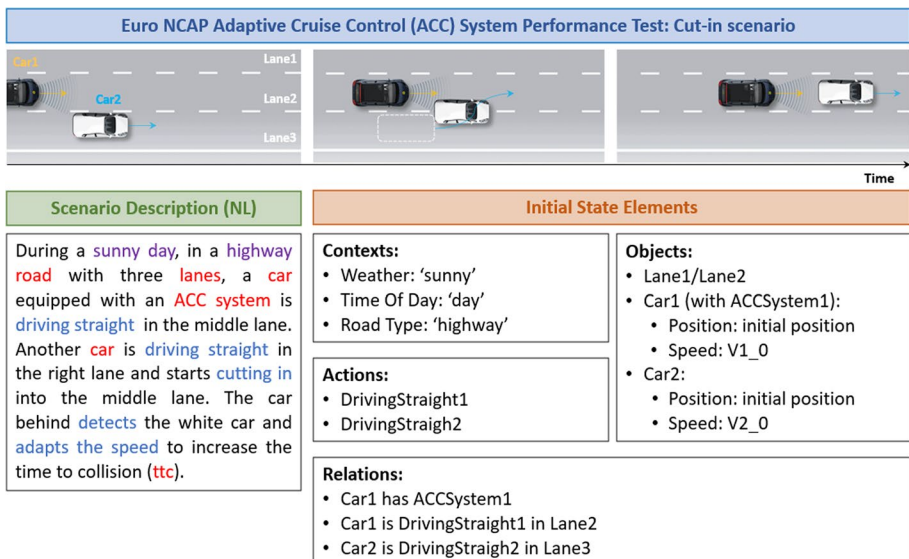 Euro NCAP Adaptive Cruise Control (ACC) System Performance Test: Cut-in scenario
Car1
Lane1
Car2
Lane2
Lane3
Time
Scenario Description (NL)
During a sunny day, in a highway
road with three lanes, a car
equipped with an ACC system is
driving straight in the middle lane.
Another car is driving straight in
the right lane and starts cutting in
into the middle lane. The car
behind detects the white car and
adapts the speed to increase the
time to collision (ttc).
Initial State Elements
Contexts:
• Weather: ‘sunny’
• Time Of Day: ‘day’
• Road Type: ‘highway’
Actions:
• DrivingStraight1
• DrivingStraigh2
Objects:
• Lane1/Lane2
• Car1 (with ACCSystem1):
• Position: initial position
• Speed: V1_0
• Car2:
• Position: initial position
• Speed: V2_0
Relations:
• Car1 has ACCSystem1
• Car1 is DrivingStraight1 in Lane2
• Car2 is DrivingStraigh2 in Lane3